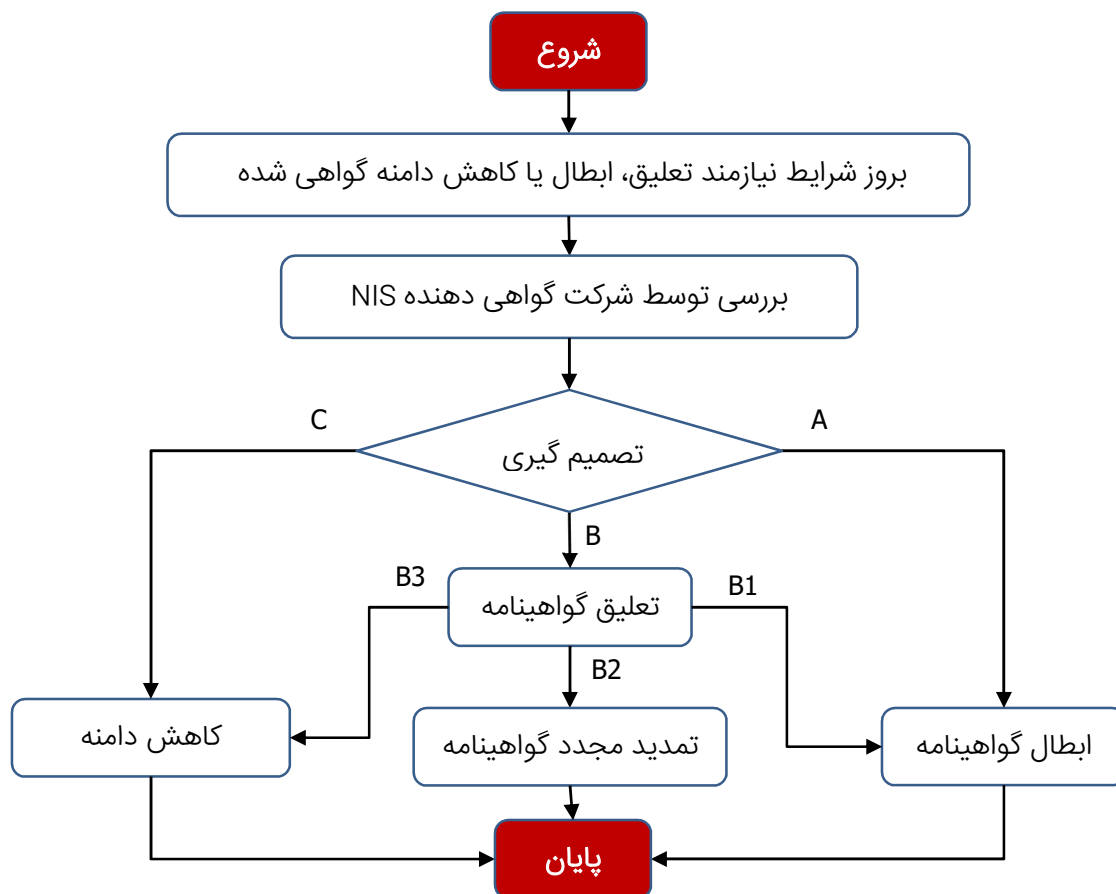 شروع
بروز شرایط نیازمند تعلیق، ابطال یا کاهش دامنه گواهی شده
بررسی توسط شرکت گواهی دهنده NIS
C
A
تصمیم گیری
B
B3
B1
تعلیق گواهینامه
B2
کاهش دامنه
تمدید مجدد گواهینامه
ابطال گواهینامه
پایان